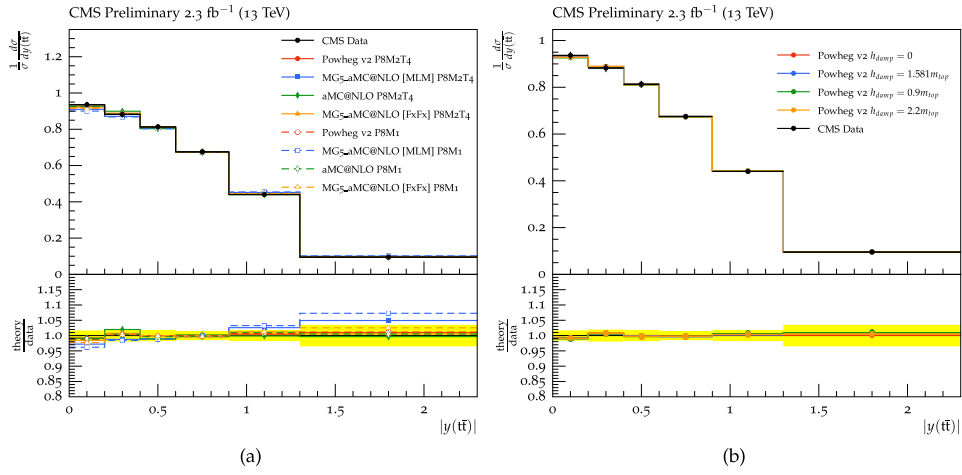 CMS Preliminary 2.3 fb⁻¹ (13 TeV)
1/σ dσ/dy(tt̄)
1.2
1
0.8
0.6
0.4
0.2
0
CMS Data
Powheg v2 P8M2T4
MG5_aMC@NLO [MLM] P8M2T4
aMC@NLO P8M2T4
MG5_aMC@NLO [FxFx] P8M2T4
Powheg v2 P8M1
MG5_aMC@NLO [MLM] P8M1
aMC@NLO P8M1
MG5_aMC@NLO [FxFx] P8M1
theory/data
1.15
1.1
1.05
1.0
0.95
0.9
0.85
0.8
0 0.5 1 1.5 2
|y(tt̄)|
(a)
CMS Preliminary 2.3 fb⁻¹ (13 TeV)
1/σ dσ/dy(tt̄)
1
0.8
0.6
0.4
0.2
0
Powheg v2 h_damp = 0
Powheg v2 h_damp = 1.581m_top
Powheg v2 h_damp = 0.9m_top
Powheg v2 h_damp = 2.2m_top
CMS Data
theory/data
1.15
1.1
1.05
1.0
0.95
0.9
0.85
0.8
0 0.5 1 1.5 2
|y(tt̄)|
(b)